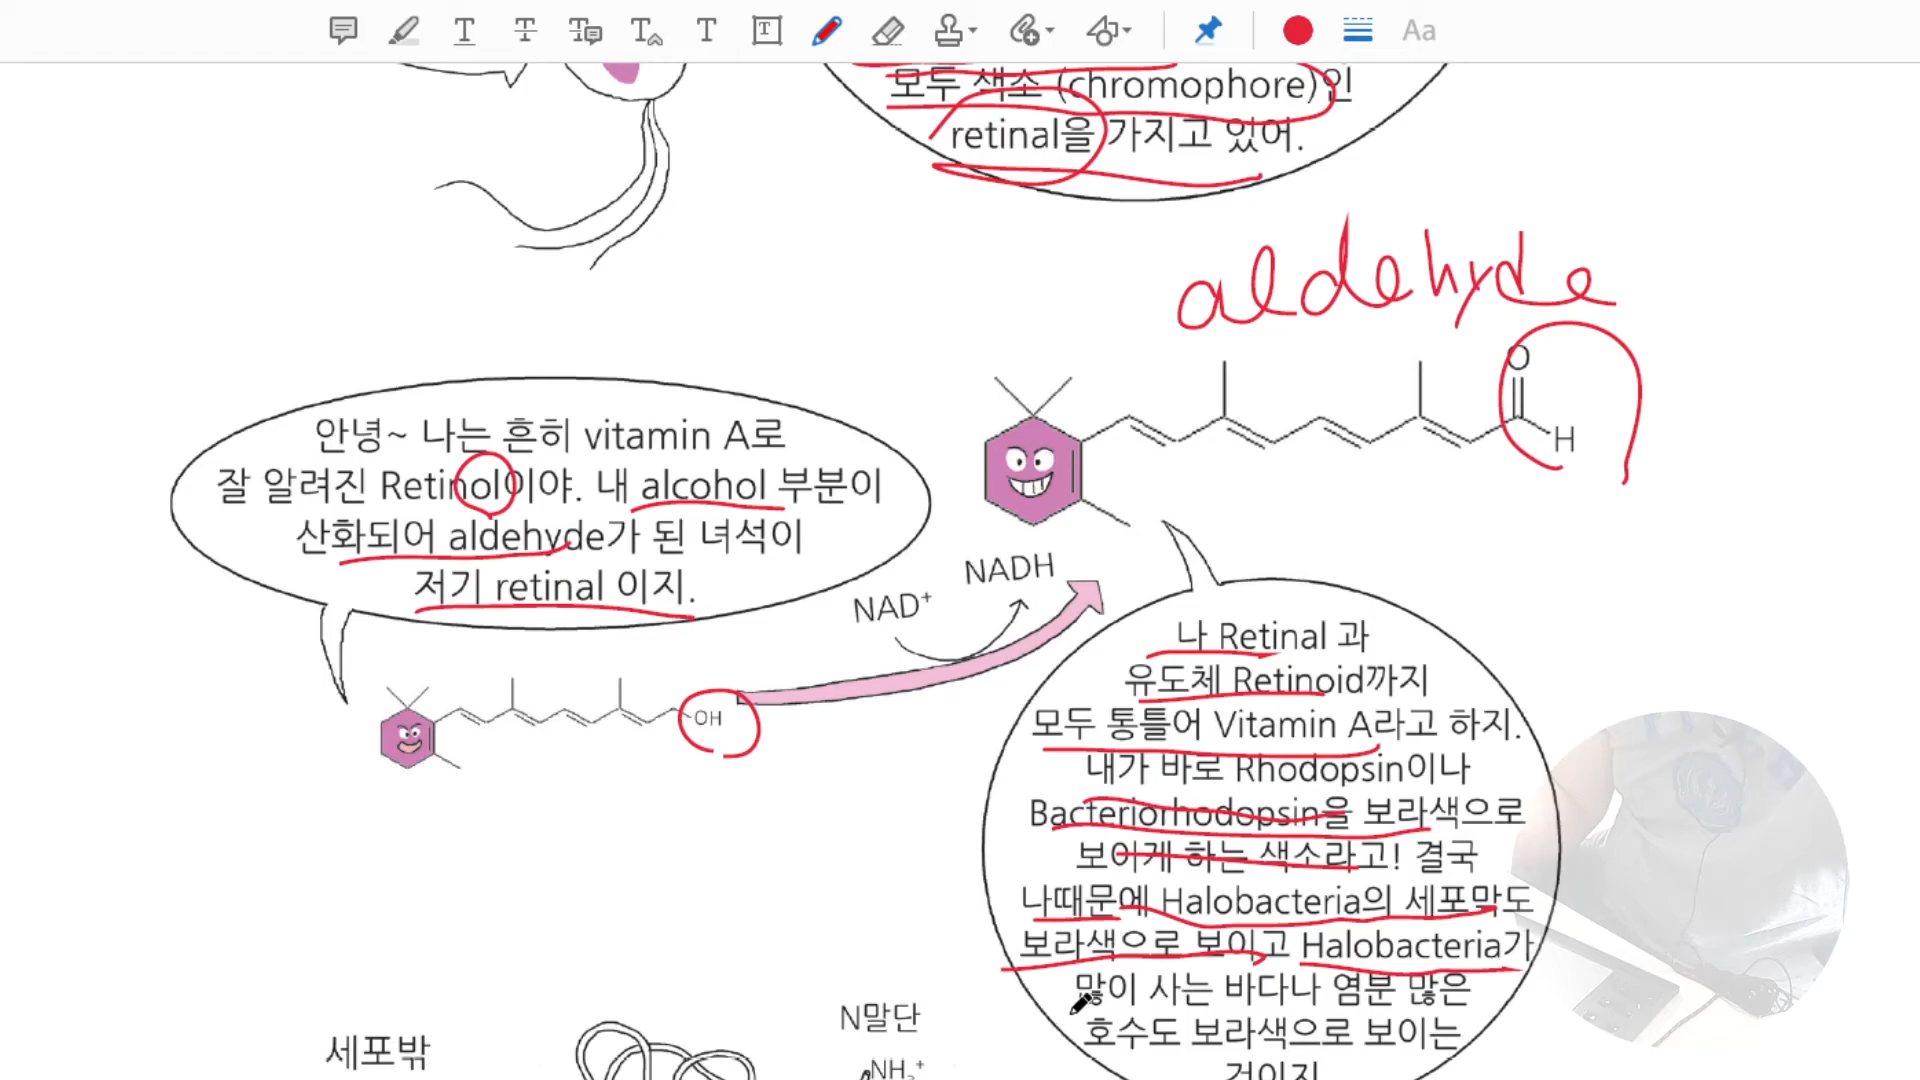 모두 색소 (chromophore)인
retinal을 가지고 있어.
aldehyde
O
H
안녕~ 나는 흔히 vitamin A로
잘 알려진 Retinol이야. 내 alcohol 부분이
산화되어 aldehyde가 된 녀석이
저기 retinal 이지.
NAD⁺
NADH
OH
나 Retinal 과
유도체 Retinoid까지
모두 통틀어 Vitamin A라고 하지.
내가 바로 Rhodopsin이나
Bacteriorhodopsin을 보라색으로
보이게 하는 색소라고! 결국
나때문에 Halobacteria의 세포막도
보라색으로 보이고 Halobacteria가
많이 사는 바다나 염분 많은
호수도 보라색으로 보이는
것이지
N말단
세포밖
NH₃⁺
T
T
T
T
T
T
Aa